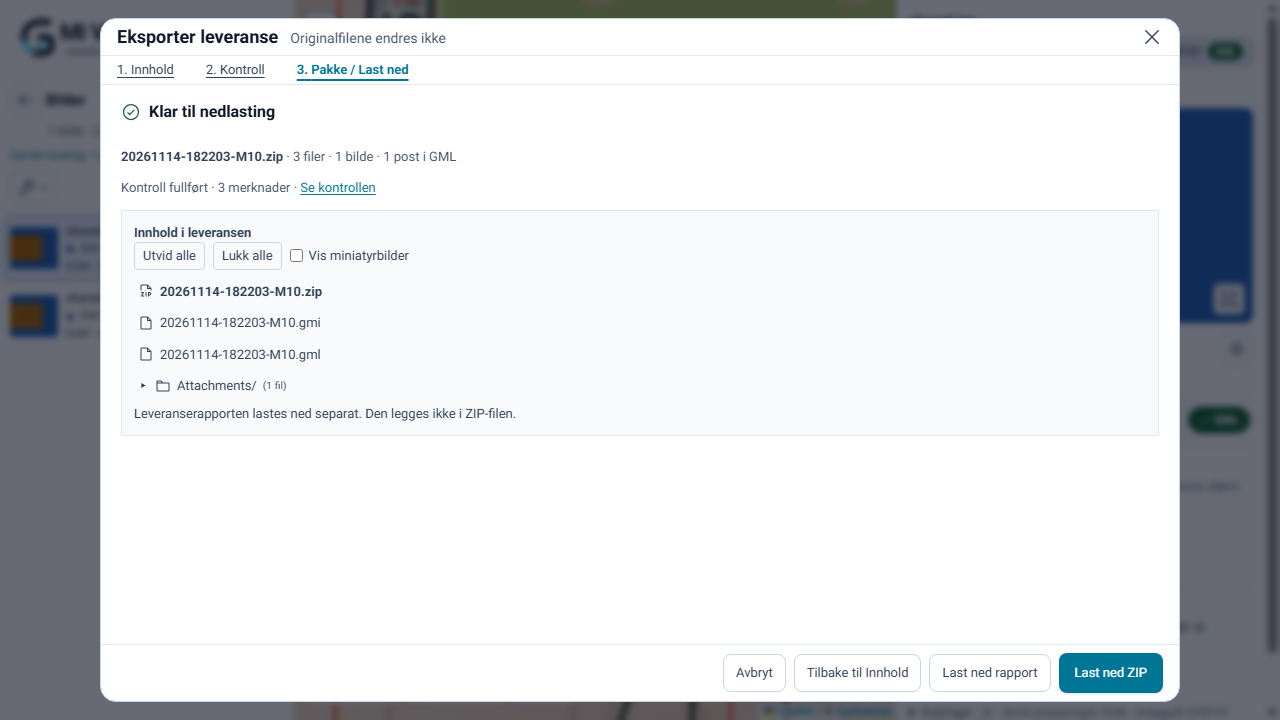 Eksporter leveranse Originalfilene endres ikke
1. Innhold 2. Kontroll 3. Pakke / Last ned
Klar til nedlasting
20261114-182203-M10.zip · 3 filer · 1 bilde · 1 post i GML
Kontroll fullført · 3 merknader · Se kontrollen
Innhold i leveransen
Utvid alle Lukk alle Vis miniatyrbilder
20261114-182203-M10.zip
20261114-182203-M10.gmi
20261114-182203-M10.gml
Attachments/ (1 fil)
Leveranserapporten lastes ned separat. Den legges ikke i ZIP-filen.
Avbryt Tilbake til Innhold Last ned rapport Last ned ZIP
Bilder